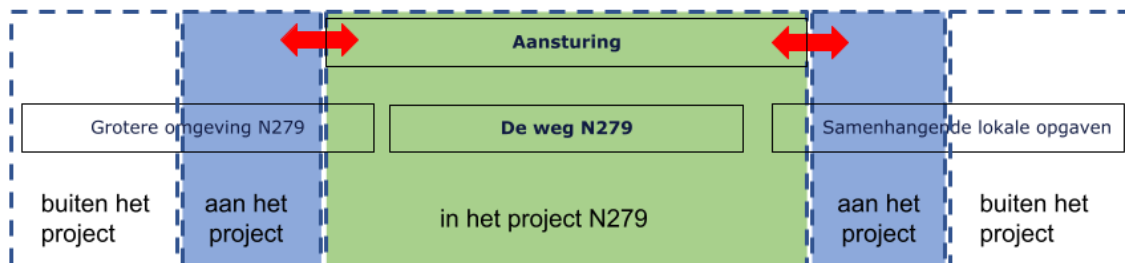 Aansturing
Grotere omgeving N279
De weg N279
Samenhangende lokale opgaven
buiten het
project
aan het
project
in het project N279
aan het
project
buiten het
project